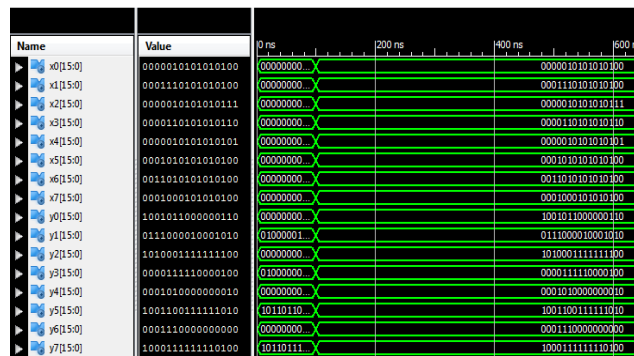 Name Value 0 ns 200 ns 400 ns 600
x0[15:0] 0000010101010100 00000000... 0000010101010100
x1[15:0] 0001110101010100 00000000... 0001110101010100
x2[15:0] 0000010101010111 00000000... 0000010101010111
x3[15:0] 0000110101010110 00000000... 0000110101010110
x4[15:0] 0000010101010101 00000000... 0000010101010101
x5[15:0] 0001010101010100 00000000... 0001010101010100
x6[15:0] 0011010101010100 00000000... 0011010101010100
x7[15:0] 0001000101010100 00000000... 0001000101010100
y0[15:0] 1001011000000110 00000000... 1001011000000110
y1[15:0] 0111000010001010 01000001... 0111000010001010
y2[15:0] 1010001111111100 00000000... 1010001111111100
y3[15:0] 0000111110000100 01000000... 0000111110000100
y4[15:0] 0001010000000010 00000000... 0001010000000010
y5[15:0] 1001100111111010 10110110... 1001100111111010
y6[15:0] 0001110000000000 00000000... 0001110000000000
y7[15:0] 1000111111110100 10110111... 1000111111110100